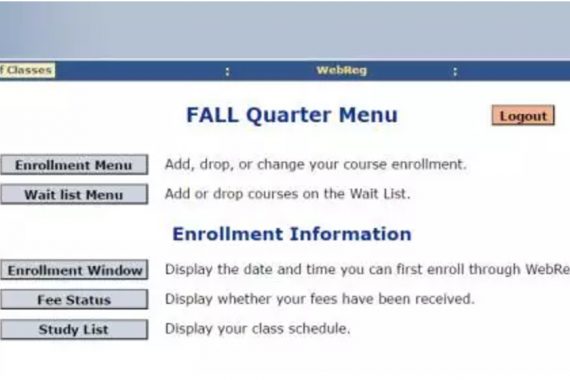 f Classes : WebReg :
FALL Quarter Menu
Logout
Enrollment Menu Add, drop, or change your course enrollment.
Wait list Menu Add or drop courses on the Wait List.
Enrollment Information
Enrollment Window Display the date and time you can first enroll through WebRe
Fee Status Display whether your fees have been received.
Study List Display your class schedule.